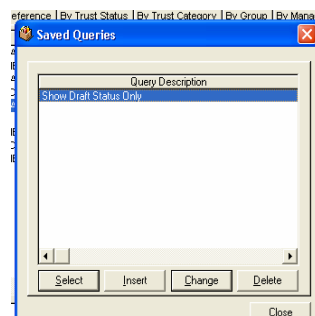 eference | By Trust Status | By Trust Category | By Group | By Mana
Saved Queries
Query Description
Show Draft Status Only
Select Insert Change Delete
Close